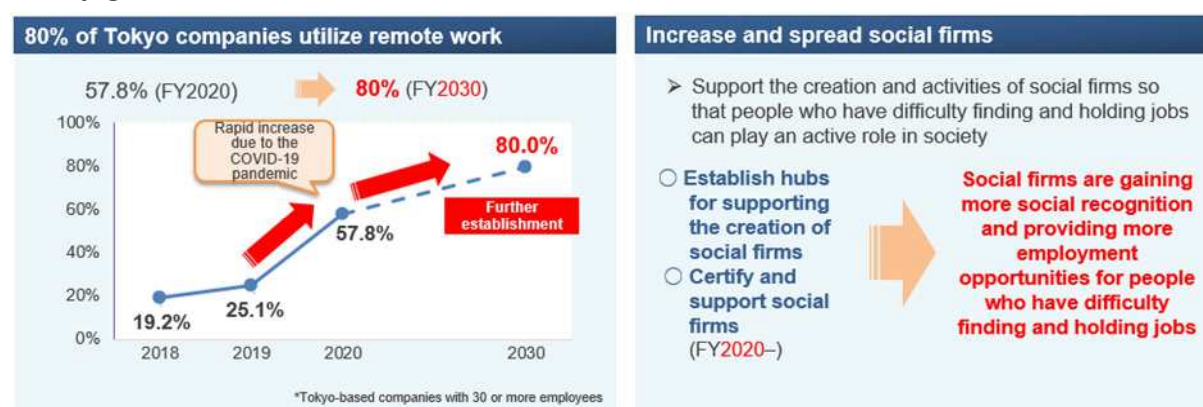 80% of Tokyo companies utilize remote work
57.8% (FY2020)
80% (FY2030)
100%
80%
60%
40%
20%
0%
Rapid increase
due to the
COVID-19
pandemic
80.0%
Further
establishment
57.8%
25.1%
19.2%
2018
2019
2020
2030
*Tokyo-based companies with 30 or more employees
Increase and spread social firms
➢ Support the creation and activities of social firms so
that people who have difficulty finding and holding jobs
can play an active role in society
○ Establish hubs
for supporting
the creation of
social firms
○ Certify and
support social
firms
(FY2020–)
Social firms are gaining
more social recognition
and providing more
employment
opportunities for people
who have difficulty
finding and holding jobs